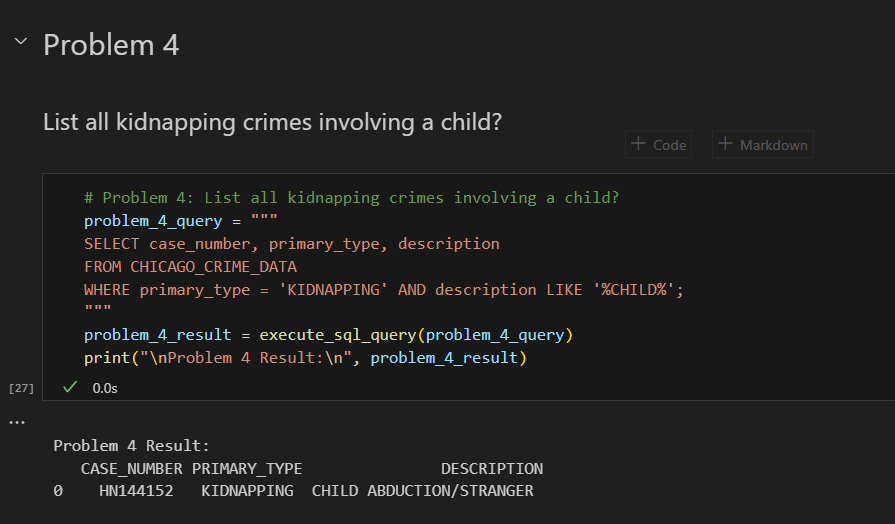 Problem 4
List all kidnapping crimes involving a child?
+ Code + Markdown
# Problem 4: List all kidnapping crimes involving a child?
problem_4_query = """
SELECT case_number, primary_type, description
FROM CHICAGO_CRIME_DATA
WHERE primary_type = 'KIDNAPPING' AND description LIKE '%CHILD%';
"""
problem_4_result = execute_sql_query(problem_4_query)
print("\nProblem 4 Result:\n", problem_4_result)
[27] 0.0s
...
Problem 4 Result:
CASE_NUMBER PRIMARY_TYPE DESCRIPTION
0 HN144152 KIDNAPPING CHILD ABDUCTION/STRANGER